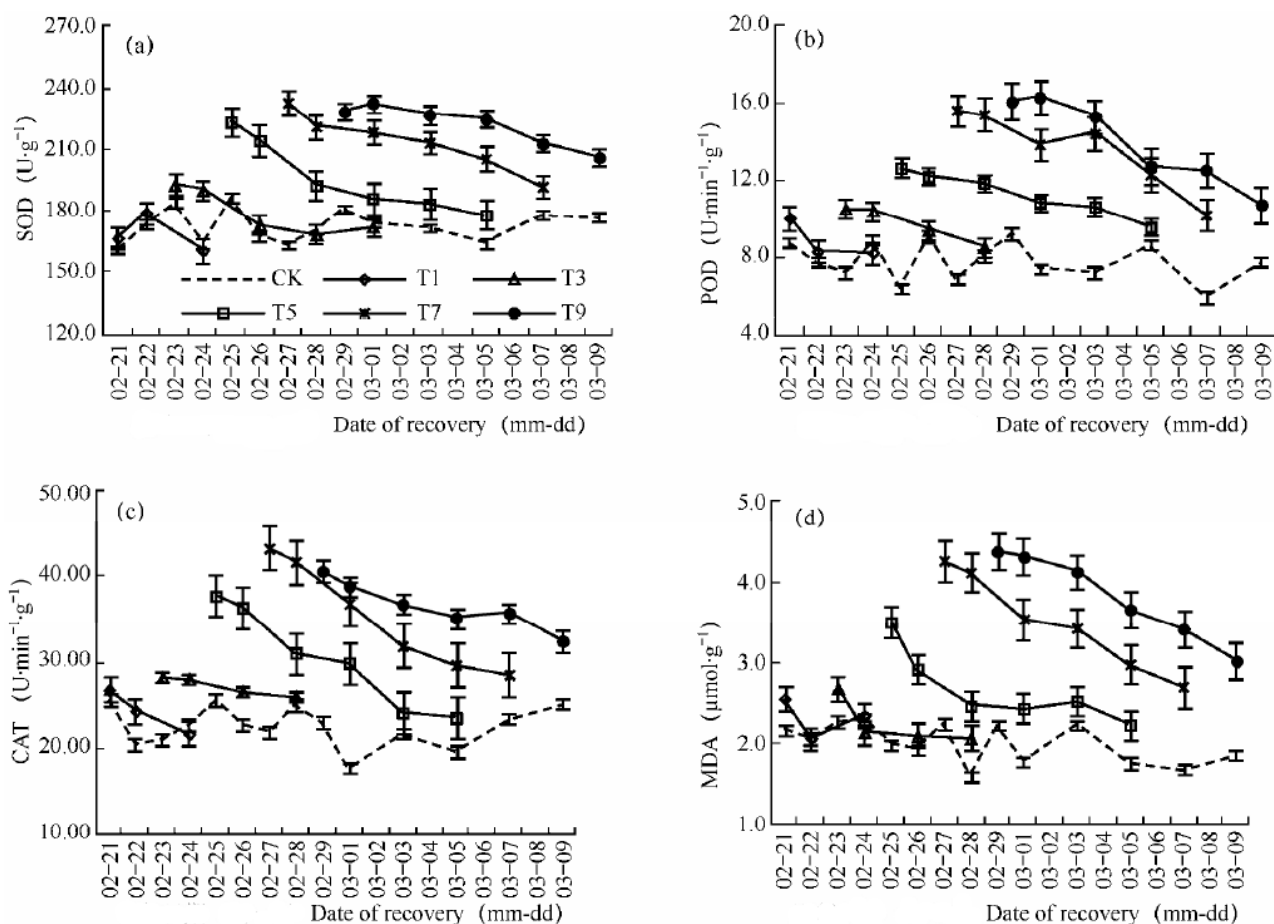 (a)
SOD (U·g⁻¹)
270.0
240.0
210.0
180.0
150.0
120.0
CK T1 T3
T5 T7 T9
02-21 02-22 02-23 02-24 02-25 02-26 02-27 02-28 02-29 03-01 03-02 03-03 03-04 03-05 03-06 03-07 03-08 03-09
Date of recovery (mm-dd)
(b)
POD (U·min⁻¹·g⁻¹)
20.0
16.0
12.0
8.0
4.0
02-21 02-22 02-23 02-24 02-25 02-26 02-27 02-28 02-29 03-01 03-02 03-03 03-04 03-05 03-06 03-07 03-08 03-09
Date of recovery (mm-dd)
(c)
CAT (U·min⁻¹·g⁻¹)
50.00
40.00
30.00
20.00
10.00
02-21 02-22 02-23 02-24 02-25 02-26 02-27 02-28 02-29 03-01 03-02 03-03 03-04 03-05 03-06 03-07 03-08 03-09
Date of recovery (mm-dd)
(d)
MDA (μmol·g⁻¹)
5.0
4.0
3.0
2.0
1.0
02-21 02-22 02-23 02-24 02-25 02-26 02-27 02-28 02-29 03-01 03-02 03-03 03-04 03-05 03-06 03-07 03-08 03-09
Date of recovery (mm-dd)